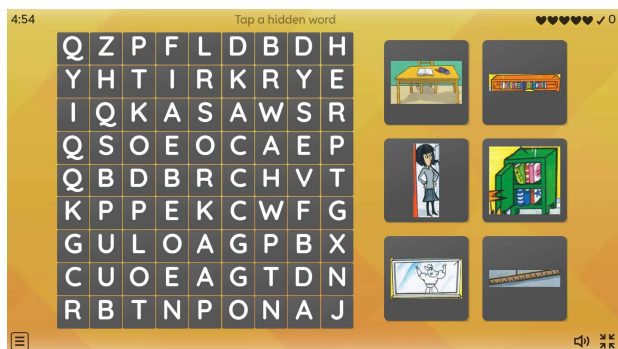 4:54 Tap a hidden word 0
Q Z P F L D B D H
Y H T I R K R Y E
I Q K A S A W S R
Q S O E O C A E P
Q B D B R C H V T
K P P E K C W F G
G U L O A G P B X
C U O E A G T D N
R B T N P O N A J